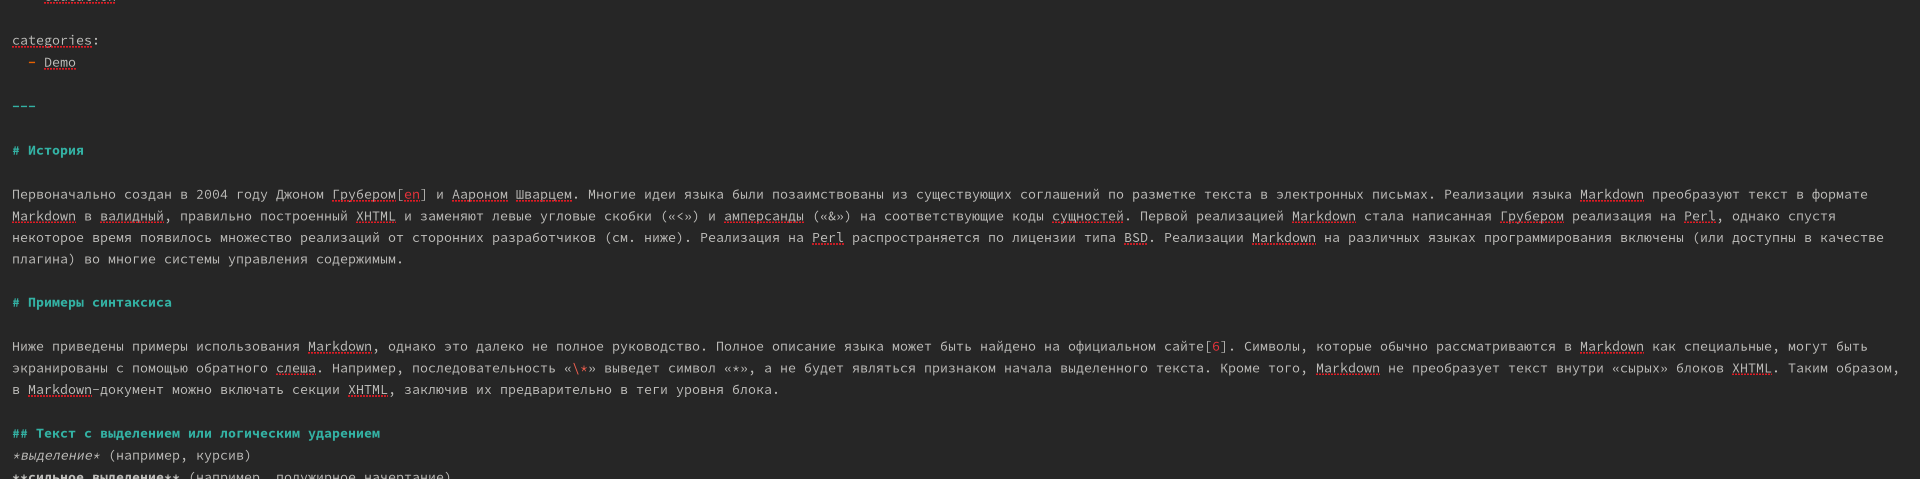 categories:
- Demo
---
# История
Первоначально создан в 2004 году Джоном Грубером[en] и Аароном Шварцем. Многие идеи языка были позаимствованы из существующих соглашений по разметке текста в электронных письмах. Реализации языка Markdown преобразуют текст в формате
Markdown в валидный, правильно построенный XHTML и заменяют левые угловые скобки («<») и амперсанды («&») на соответствующие коды сущностей. Первой реализацией Markdown стала написанная Грубером реализация на Perl, однако спустя
некоторое время появилось множество реализаций от сторонних разработчиков (см. ниже). Реализация на Perl распространяется по лицензии типа BSD. Реализации Markdown на различных языках программирования включены (или доступны в качестве
плагина) во многие системы управления содержимым.
# Примеры синтаксиса
Ниже приведены примеры использования Markdown, однако это далеко не полное руководство. Полное описание языка может быть найдено на официальном сайте[6]. Символы, которые обычно рассматриваются в Markdown как специальные, могут быть
экранированы с помощью обратного слеша. Например, последовательность «\*» выведет символ «*», а не будет являться признаком начала выделенного текста. Кроме того, Markdown не преобразует текст внутри «сырых» блоков XHTML. Таким образом,
в Markdown-документ можно включать секции XHTML, заключив их предварительно в теги уровня блока.
## Текст с выделением или логическим ударением
*выделение* (например, курсив)
**сильное выделение** (например, полужирное начертание)